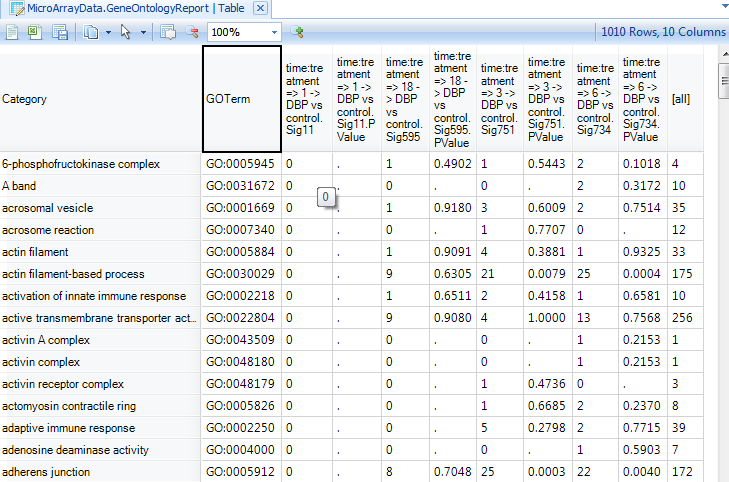 MicroArrayData.GeneOntologyReport | Table
100%
1010 Rows, 10 Columns
Category GOTerm time:treatment => 1 -> DBP vs control.Sig11 time:treatment => 1 -> DBP vs control.Sig11.PValue time:treatment => 18 -> DBP vs control.Sig595 time:treatment => 18 -> DBP vs control.Sig595.PValue time:treatment => 3 -> DBP vs control.Sig751 time:treatment => 3 -> DBP vs control.Sig751.PValue time:treatment => 6 -> DBP vs control.Sig734 time:treatment => 6 -> DBP vs control.Sig734.PValue [all]
6-phosphofructokinase complex GO:0005945 0 . 1 0.4902 1 0.5443 2 0.1018 4
A band GO:0031672 0 . 0 . 0 . 2 0.3172 10
0
acrosomal vesicle GO:0001669 0 . 1 0.9180 3 0.6009 2 0.7514 35
acrosome reaction GO:0007340 0 . 0 . 1 0.7707 0 . 12
actin filament GO:0005884 0 . 1 0.9091 4 0.3881 1 0.9325 33
actin filament-based process GO:0030029 0 . 9 0.6305 21 0.0079 25 0.0004 175
activation of innate immune response GO:0002218 0 . 1 0.6511 2 0.4158 1 0.6581 10
active transmembrane transporter act... GO:0022804 0 . 9 0.9080 4 1.0000 13 0.7568 256
activin A complex GO:0043509 0 . 0 . 0 . 1 0.2153 1
activin complex GO:0048180 0 . 0 . 0 . 1 0.2153 1
activin receptor complex GO:0048179 0 . 0 . 1 0.4736 0 . 3
actomyosin contractile ring GO:0005826 0 . 0 . 1 0.6685 2 0.2370 8
adaptive immune response GO:0002250 0 . 0 . 5 0.2798 2 0.7715 39
adenosine deaminase activity GO:0004000 0 . 0 . 0 . 1 0.5903 7
adherens junction GO:0005912 0 . 8 0.7048 25 0.0003 22 0.0040 172